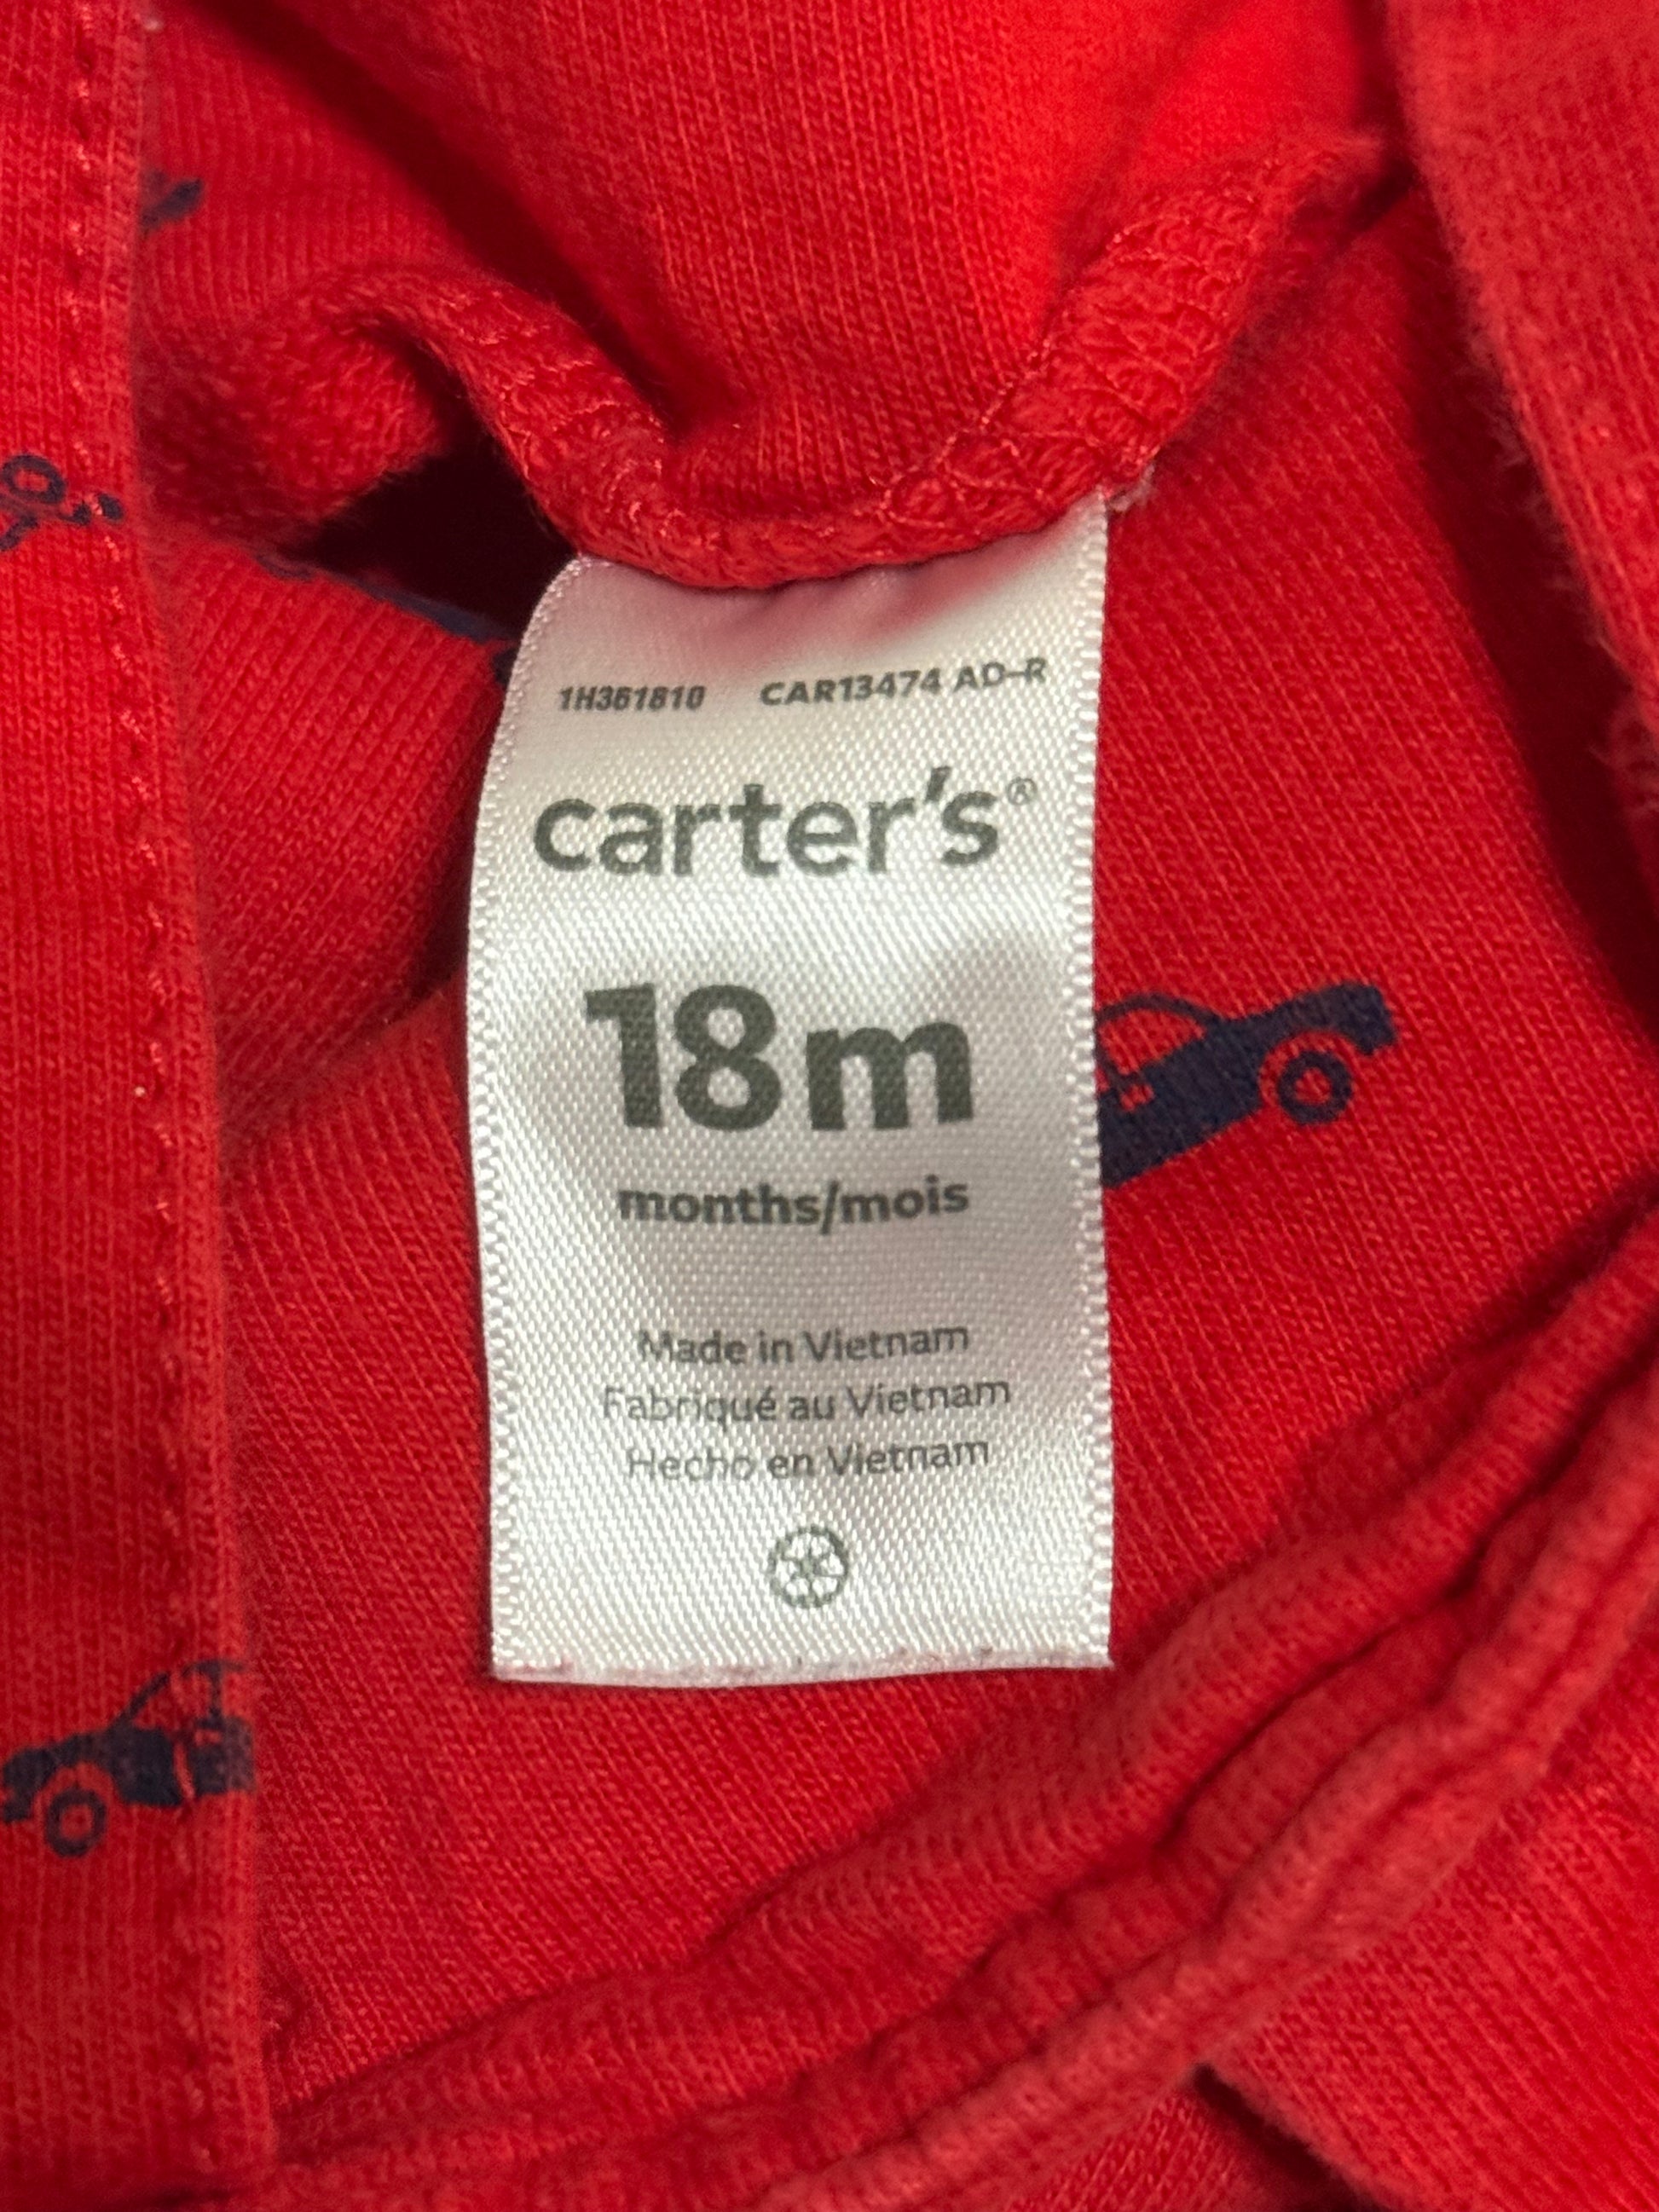 1H361810 CAR13474 AD-R
carter's®
18m
months/mois
Made in Vietnam
Fabriqué au Vietnam
Hecho en Vietnam